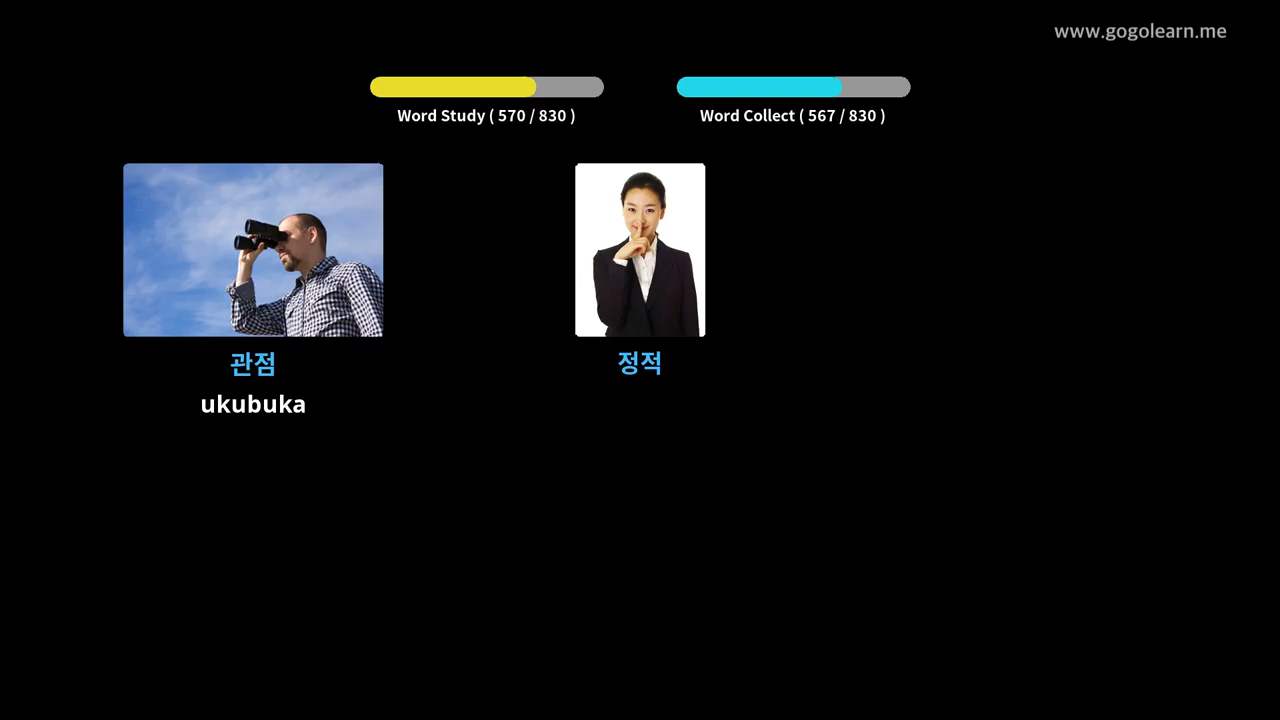 www.gogolearn.me
Word Study ( 570 / 830 )
Word Collect ( 567 / 830 )
관점
ukubuka
정적